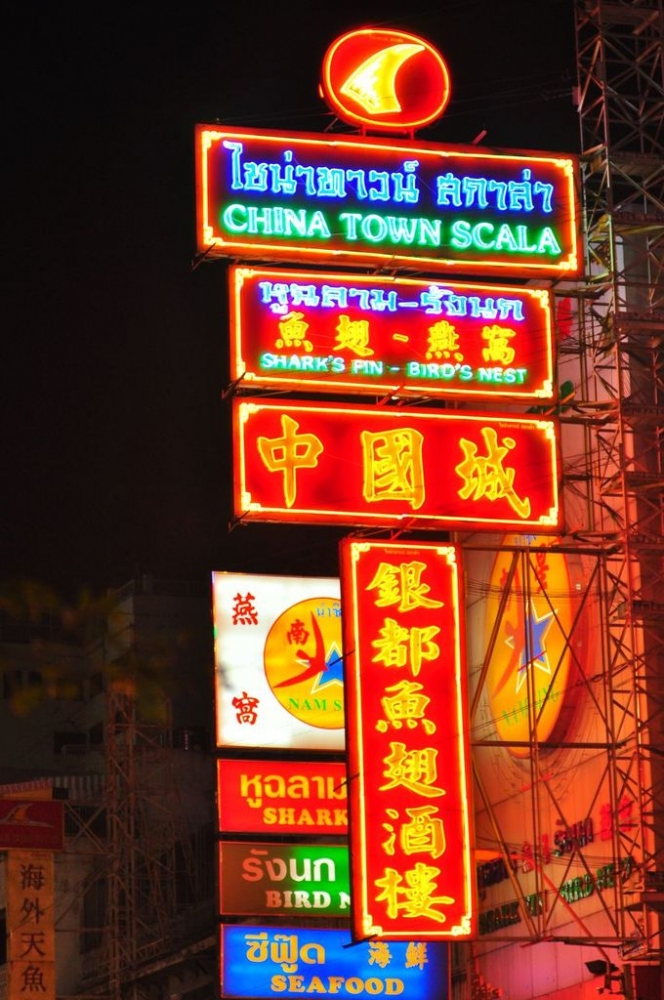 ไชน่าทาวน์ สกาล่า
CHINA TOWN SCALA
หูฉลาม-รังนก
魚翅-燕窩
SHARK'S FIN - BIRD'S NEST
中國城
銀都魚翅酒樓
燕窩
南
NAM S
หูฉลาม
SHARK
รังนก
BIRD N
ซีฟู๊ด 海鮮
SEAFOOD
海外天魚